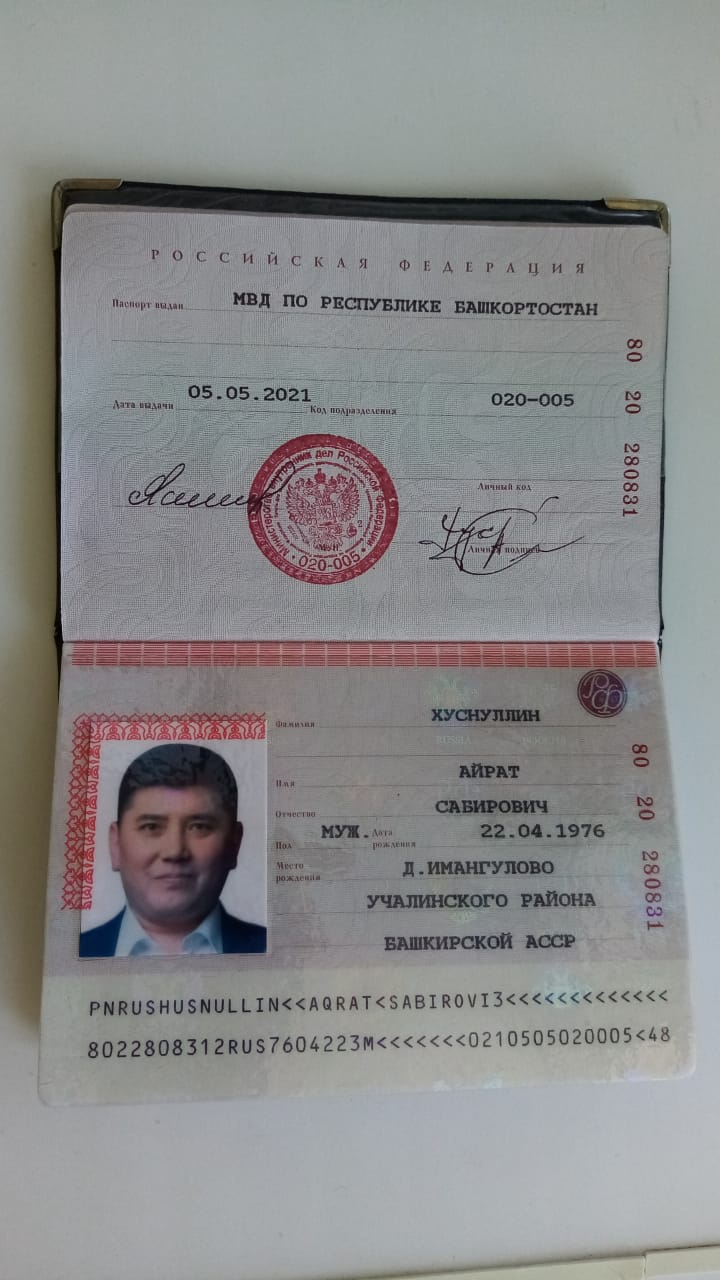 РОССИЙСКАЯ ФЕДЕРАЦИЯ
Паспорт выдан МВД ПО РЕСПУБЛИКЕ БАШКОРТОСТАН
Дата выдачи 05.05.2021 Код подразделения 020-005
80 20 280831
Министерство внутренних дел Российской Федерации
020-005
Личный код
Личная подпись
РФ
Фамилия ХУСНУЛЛИН
RUSSIA
Имя АЙРАТ
Отчество САБИРОВИЧ
Пол МУЖ. Дата рождения 22.04.1976
Место рождения Д.ИМАНГУЛОВО
УЧАЛИНСКОГО РАЙОНА
БАШКИРСКОЙ АССР
80 20 280831
PNRUSHUSNULLIN<<AQRAT<SABIROVI3<<<<<<<<<<<<<
8022808312RUS7604223M<<<<<<<0210505020005<48